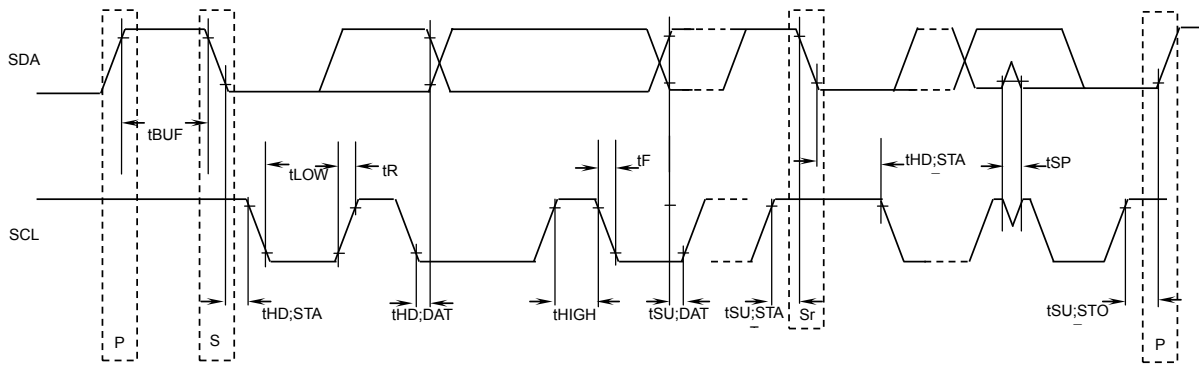 SDA
tBUF
tLOW
tR
tF
tHD;STA
tSP
SCL
tHD;STA
tHD;DAT
tHIGH
tSU;DAT
tSU;STA
Sr
tSU;STO
P
S
P